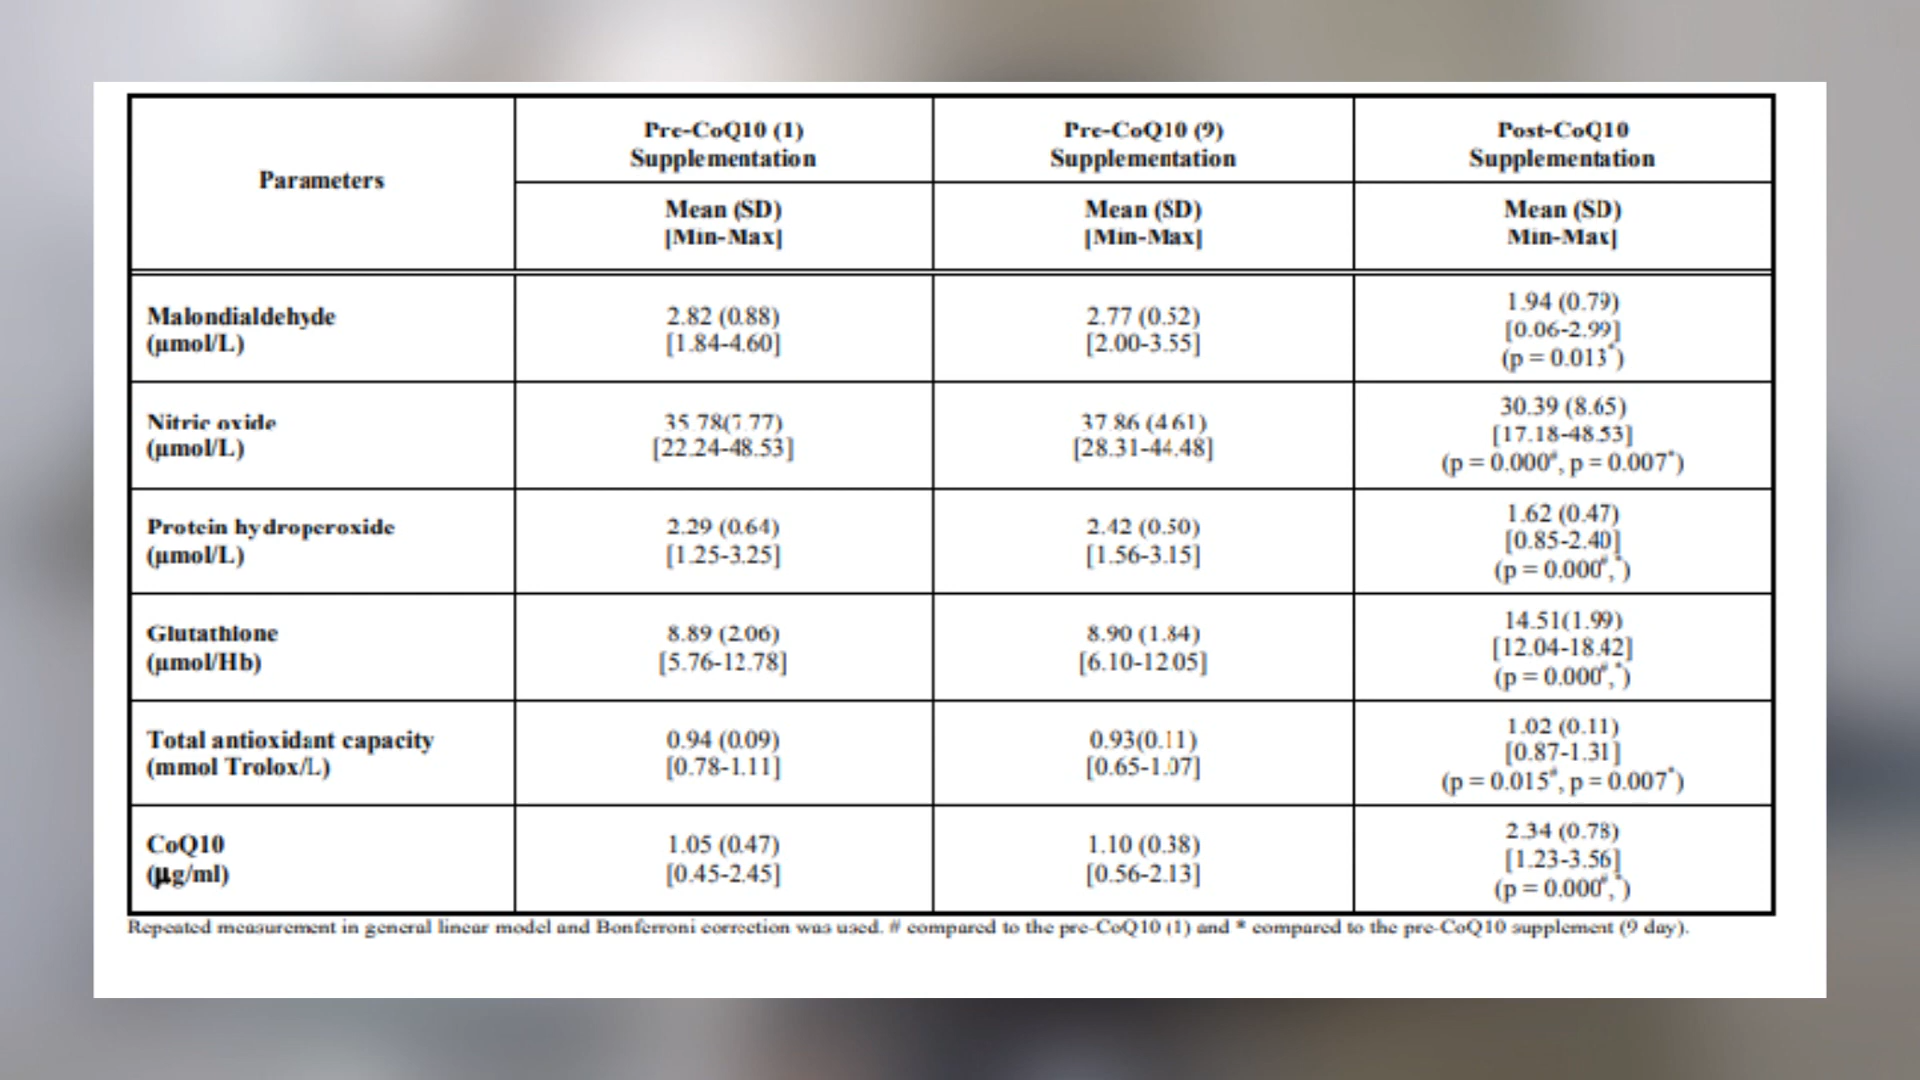 Parameters
Pre-CoQ10 (1)
Supplementation
Pre-CoQ10 (9)
Supplementation
Post-CoQ10
Supplementation
Mean (SD)
[Min-Max]
Mean (SD)
[Min-Max]
Mean (SD)
Min-Max]
Malondialdehyde
(µmol/L)
2.82 (0.88)
[1.84-4.60]
2.77 (0.52)
[2.00-3.55]
1.94 (0.79)
[0.06-2.99]
(p = 0.013*)
Nitric oxide
(µmol/L)
35.78(7.77)
[22.24-48.53]
37.86 (4.61)
[28.31-44.48]
30.39 (8.65)
[17.18-48.53]
(p = 0.000#, p = 0.007*)
Protein hydroperoxide
(µmol/L)
2.29 (0.64)
[1.25-3.25]
2.42 (0.50)
[1.56-3.15]
1.62 (0.47)
[0.85-2.40]
(p = 0.000#,*)
Glutathione
(µmol/Hb)
8.89 (2.06)
[5.76-12.78]
8.90 (1.84)
[6.10-12.05]
14.51(1.99)
[12.04-18.42]
(p = 0.000#,*)
Total antioxidant capacity
(mmol Trolox/L)
0.94 (0.09)
[0.78-1.11]
0.93(0.11)
[0.65-1.07]
1.02 (0.11)
[0.87-1.31]
(p = 0.015#, p = 0.007*)
CoQ10
(µg/ml)
1.05 (0.47)
[0.45-2.45]
1.10 (0.38)
[0.56-2.13]
2.34 (0.78)
[1.23-3.56]
(p = 0.000#,*)
Repeated measurement in general linear model and Bonferroni correction was used. # compared to the pre-CoQ10 (1) and * compared to the pre-CoQ10 supplement (9 day).